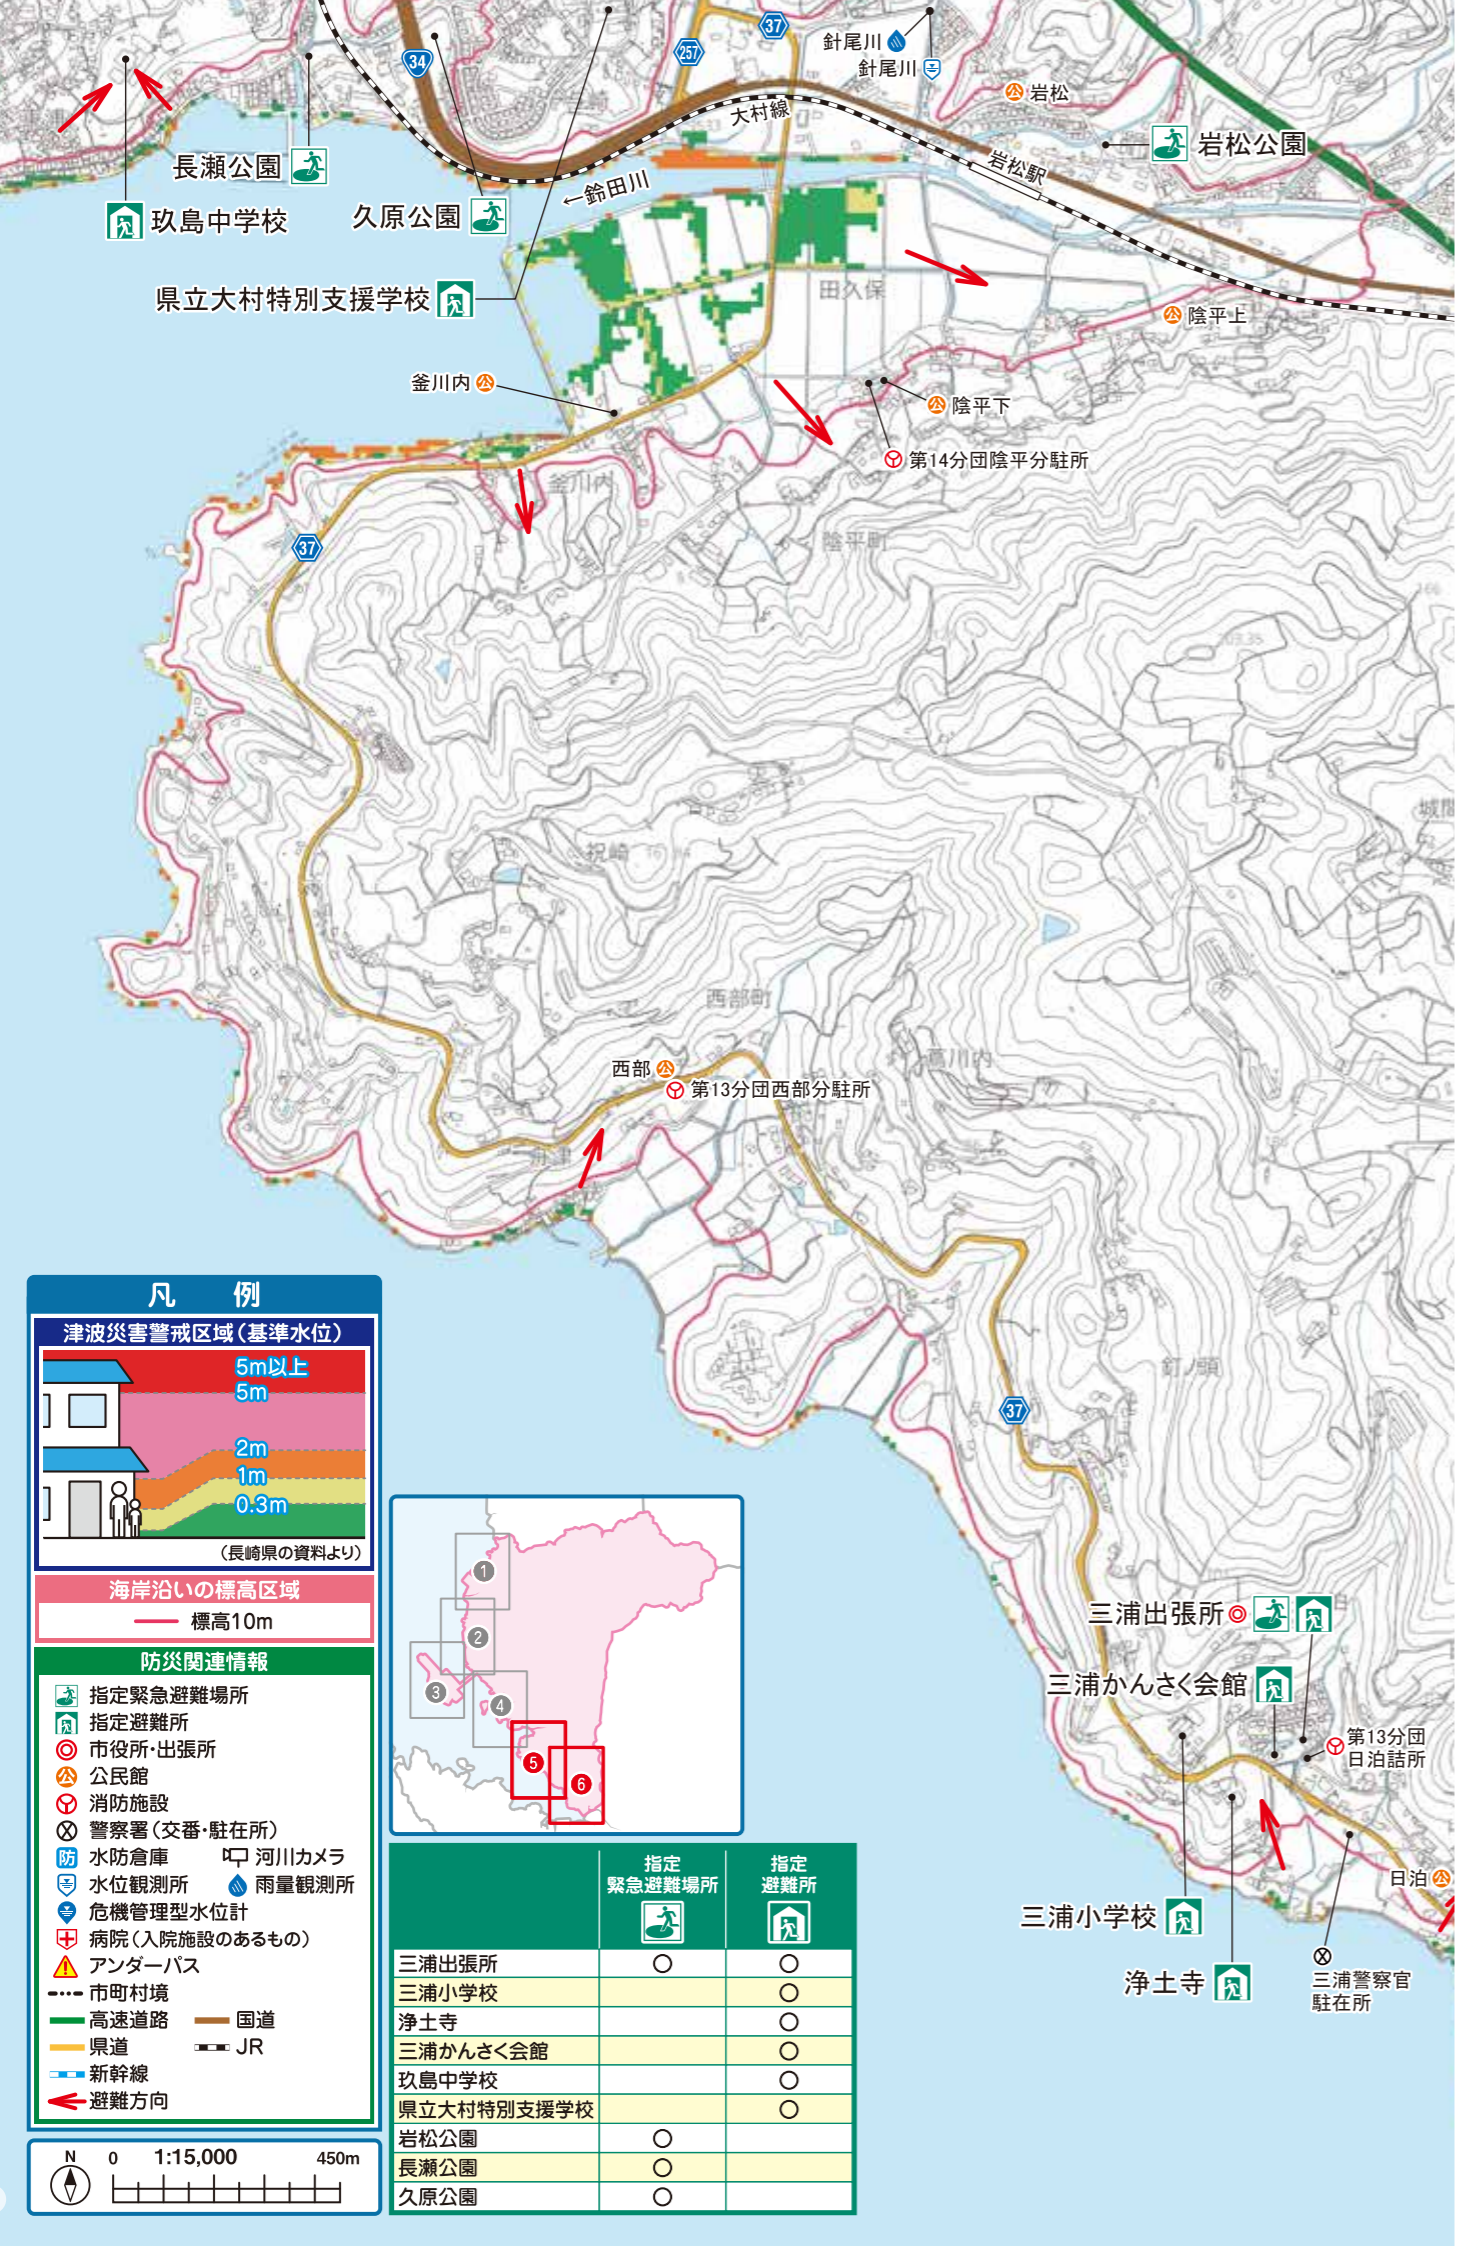 37
257
34
針尾川
針尾川
大村線
岩松
岩松公園
岩松駅
長瀬公園
玖島中学校
久原公園
←鈴田川
県立大村特別支援学校
田久保
陰平上
釜川内
陰平下
第14分団陰平分駐所
釜川内
37
陰平町
203.35
祝崎
西部町
西部
第13分団西部分駐所
釘ノ頭
37
三浦出張所
三浦かんさく会館
第13分団
日泊詰所
日泊
三浦小学校
浄土寺
三浦警察官
駐在所
凡 例
津波災害警戒区域(基準水位)
5m以上
5m
2m
1m
0.3m
(長崎県の資料より)
海岸沿いの標高区域
標高10m
防災関連情報
指定緊急避難場所
指定避難所
市役所・出張所
公民館
消防施設
警察署(交番・駐在所)
防 水防倉庫 河川カメラ
水位観測所 雨量観測所
危機管理型水位計
病院(入院施設のあるもの)
アンダーパス
市町村境
高速道路 国道
県道 JR
新幹線
避難方向
N 0 1:15,000 450m
1
2
3
4
5
6
指定
緊急避難場所
指定
避難所
三浦出張所 ○ ○
三浦小学校 ○
浄土寺 ○
三浦かんさく会館 ○
玖島中学校 ○
県立大村特別支援学校 ○
岩松公園 ○
長瀬公園 ○
久原公園 ○